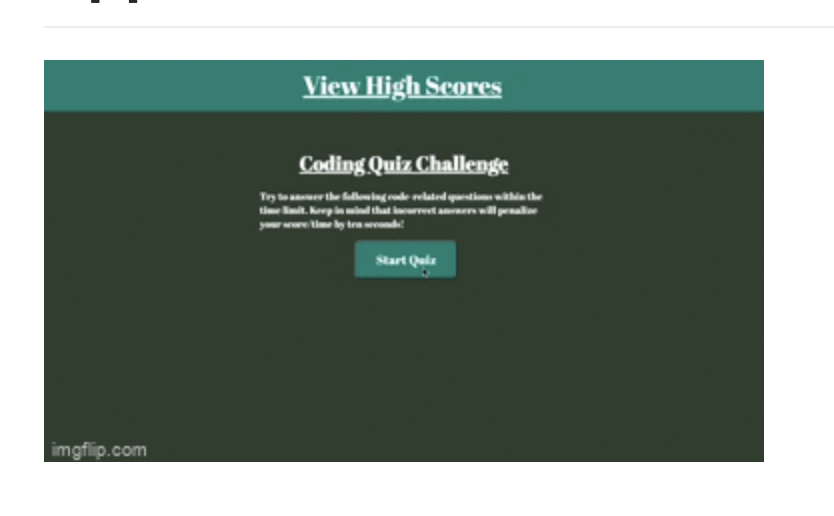 View High Scores
Coding Quiz Challenge
Try to answer the following code-related questions within the
time limit. Keep in mind that incorrect answers will penalize
your score/time by ten seconds!
Start Quiz
imgflip.com